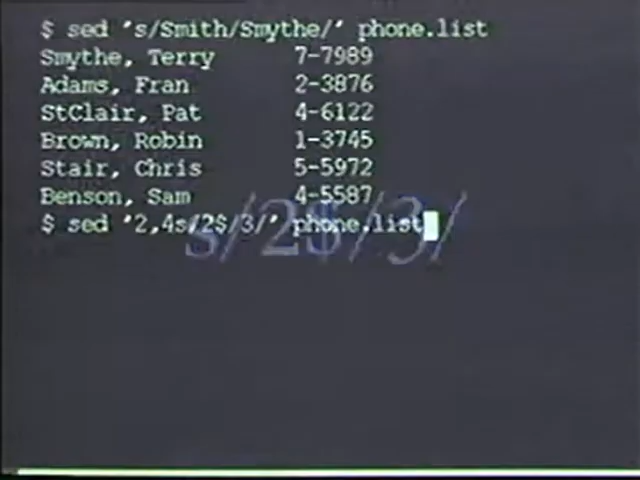 $ sed 's/Smith/Smythe/' phone.list
Smythe, Terry 7-7989
Adams, Fran 2-3876
StClair, Pat 4-6122
Brown, Robin 1-3745
Stair, Chris 5-5972
Benson, Sam 4-5587
$ sed '2,4s/2$/3/' phone.list
s/2$/3/